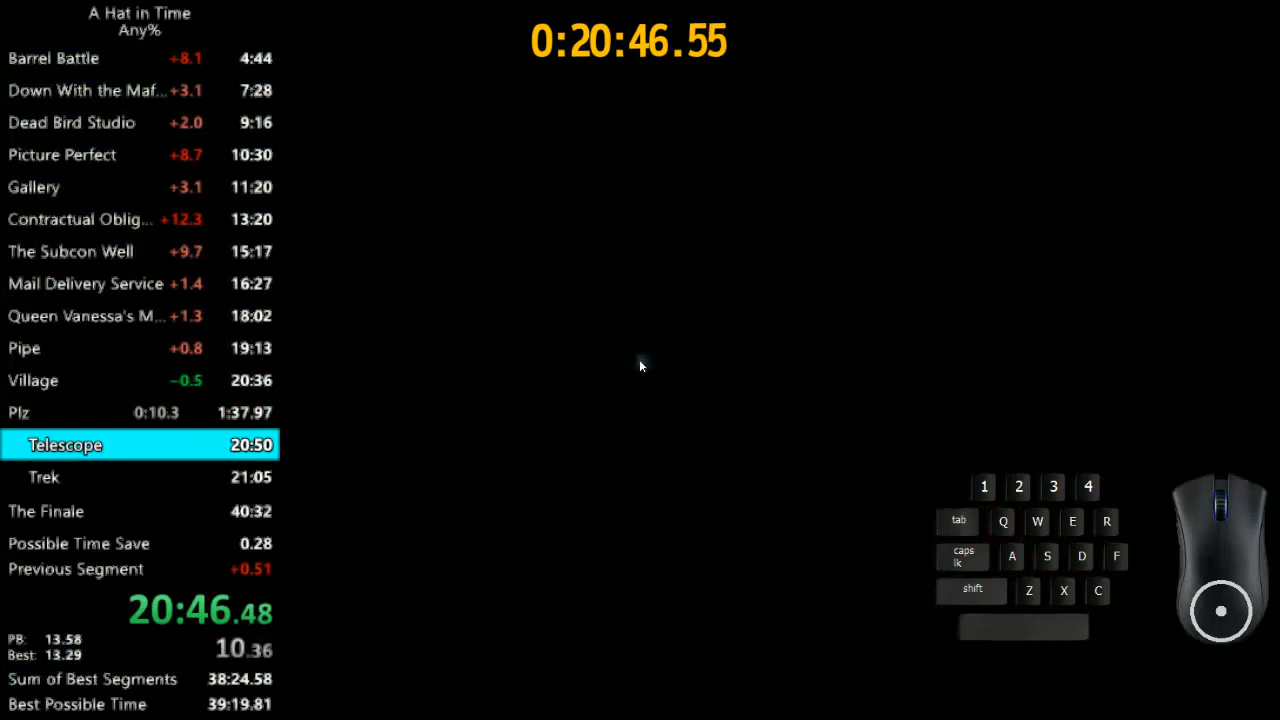 A Hat in Time
Any%
0:20:46.55
Barrel Battle +8.1 4:44
Down With the Maf... +3.1 7:28
Dead Bird Studio +2.0 9:16
Picture Perfect +8.7 10:30
Gallery +3.1 11:20
Contractual Oblig... +12.3 13:20
The Subcon Well +9.7 15:17
Mail Delivery Service +1.4 16:27
Queen Vanessa's M... +1.3 18:02
Pipe +0.8 19:13
Village −0.5 20:36
Plz 0:10.3 1:37.97
Telescope 20:50
Trek 21:05
The Finale 40:32
Possible Time Save 0.28
Previous Segment +0.51
20:46.48
PB: 13.58
Best: 13.29
10.36
Sum of Best Segments 38:24.58
Best Possible Time 39:19.81
1 2 3 4
tab Q W E R
caps lk A S D F
shift Z X C